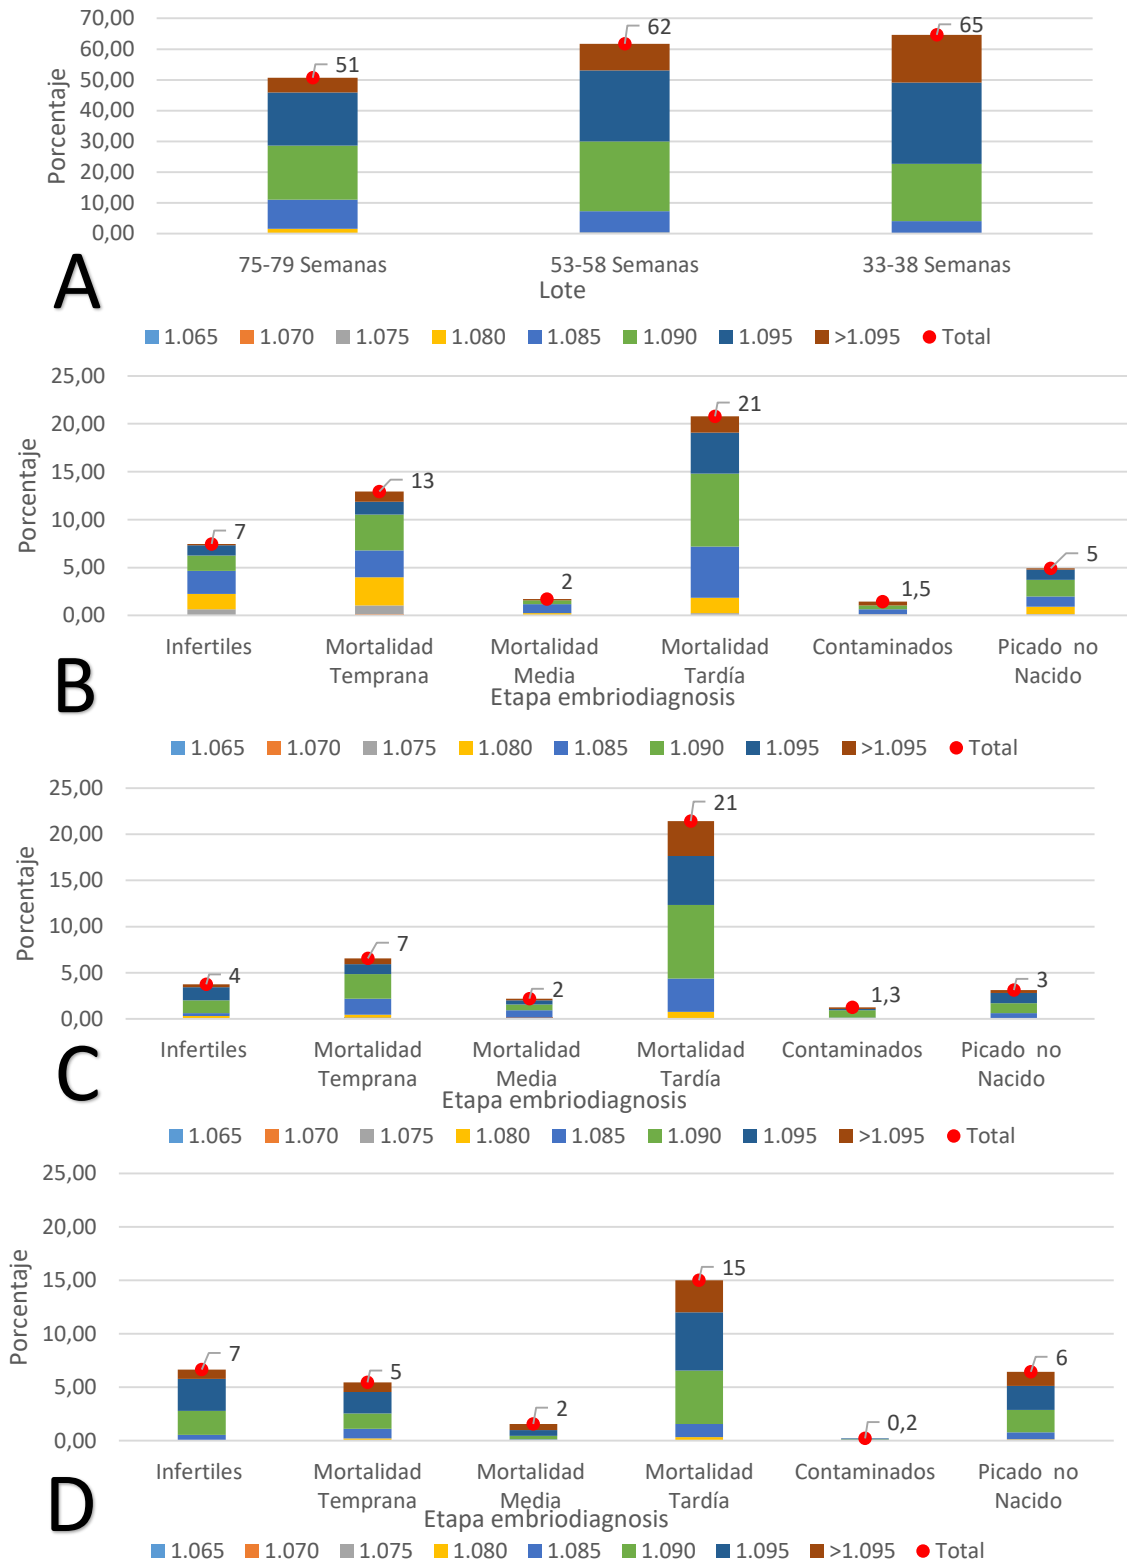 70,00
60,00
50,00
40,00
30,00
20,00
10,00
0,00
Porcentaje
51
62
65
75-79 Semanas 53-58 Semanas 33-38 Semanas
Lote
A
1.065 1.070 1.075 1.080 1.085 1.090 1.095 >1.095 Total
25,00
20,00
15,00
10,00
5,00
0,00
Porcentaje
7
13
2
21
1,5
5
Infertiles Mortalidad Mortalidad Mortalidad Contaminados Picado no
Temprana Media Tardía Nacido
Etapa embriodiagnosis
B
1.065 1.070 1.075 1.080 1.085 1.090 1.095 >1.095 Total
25,00
20,00
15,00
10,00
5,00
0,00
Porcentaje
4
7
2
21
1,3
3
Infertiles Mortalidad Mortalidad Mortalidad Contaminados Picado no
Temprana Media Tardía Nacido
Etapa embriodiagnosis
C
1.065 1.070 1.075 1.080 1.085 1.090 1.095 >1.095 Total
25,00
20,00
15,00
10,00
5,00
0,00
Porcentaje
7
5
2
15
0,2
6
Infertiles Mortalidad Mortalidad Mortalidad Contaminados Picado no
Temprana Media Tardía Nacido
Etapa embriodiagnosis
D
1.065 1.070 1.075 1.080 1.085 1.090 1.095 >1.095 Total